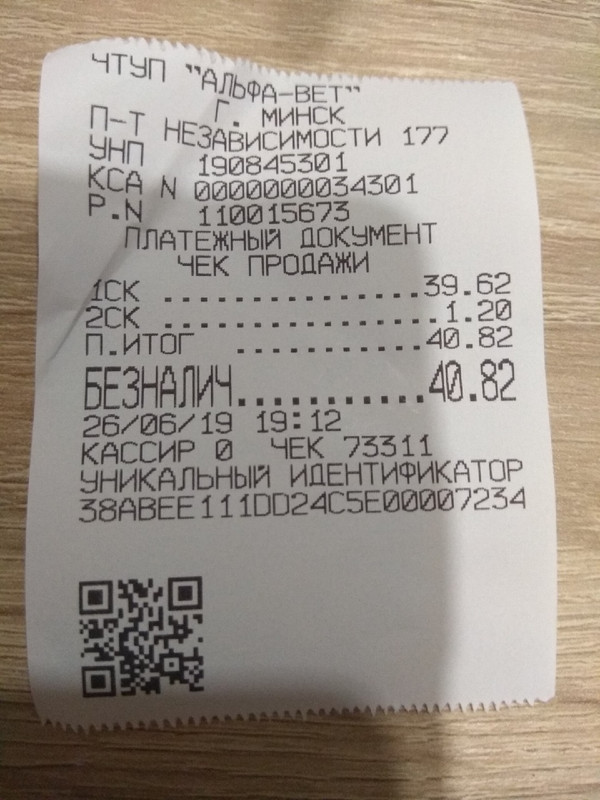 ЧТУП "АЛЬФА-ВЕТ"
Г. МИНСК
П-Т НЕЗАВИСИМОСТИ 177
УНП 190845301
КСА N 0000000034301
Р.N 110015673
ПЛАТЕЖНЫЙ ДОКУМЕНТ
ЧЕК ПРОДАЖИ
1СК ................39.62
2СК .................1.20
П.ИТОГ ............40.82
БЕЗНАЛИЧ...........40.82
26/06/19 19:12
КАССИР 0 ЧЕК 73311
УНИКАЛЬНЫЙ ИДЕНТИФИКАТОР
38ABEE111DD24C5E00007234